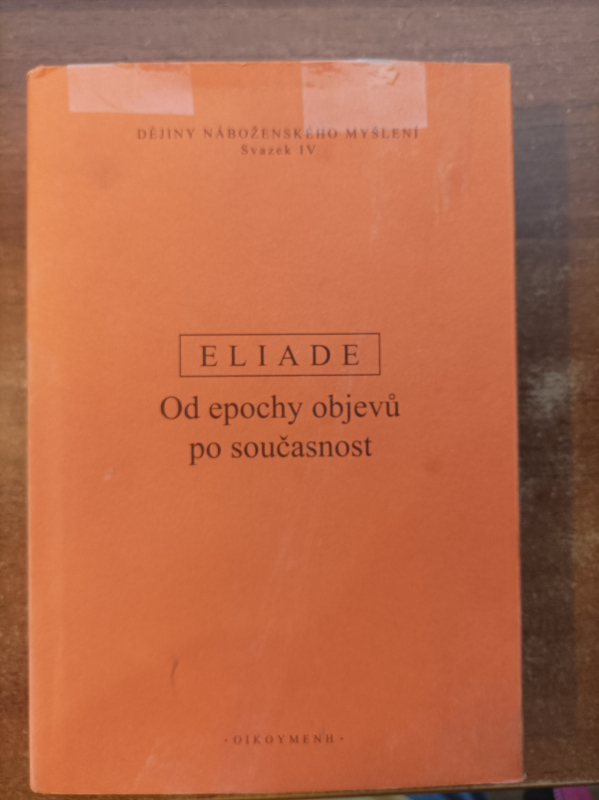 DĚJINY NÁBOŽENSKÉHO MYŠLENÍ
Svazek IV
ELIADE
Od epochy objevů
po současnost
· OIKOYMENH ·